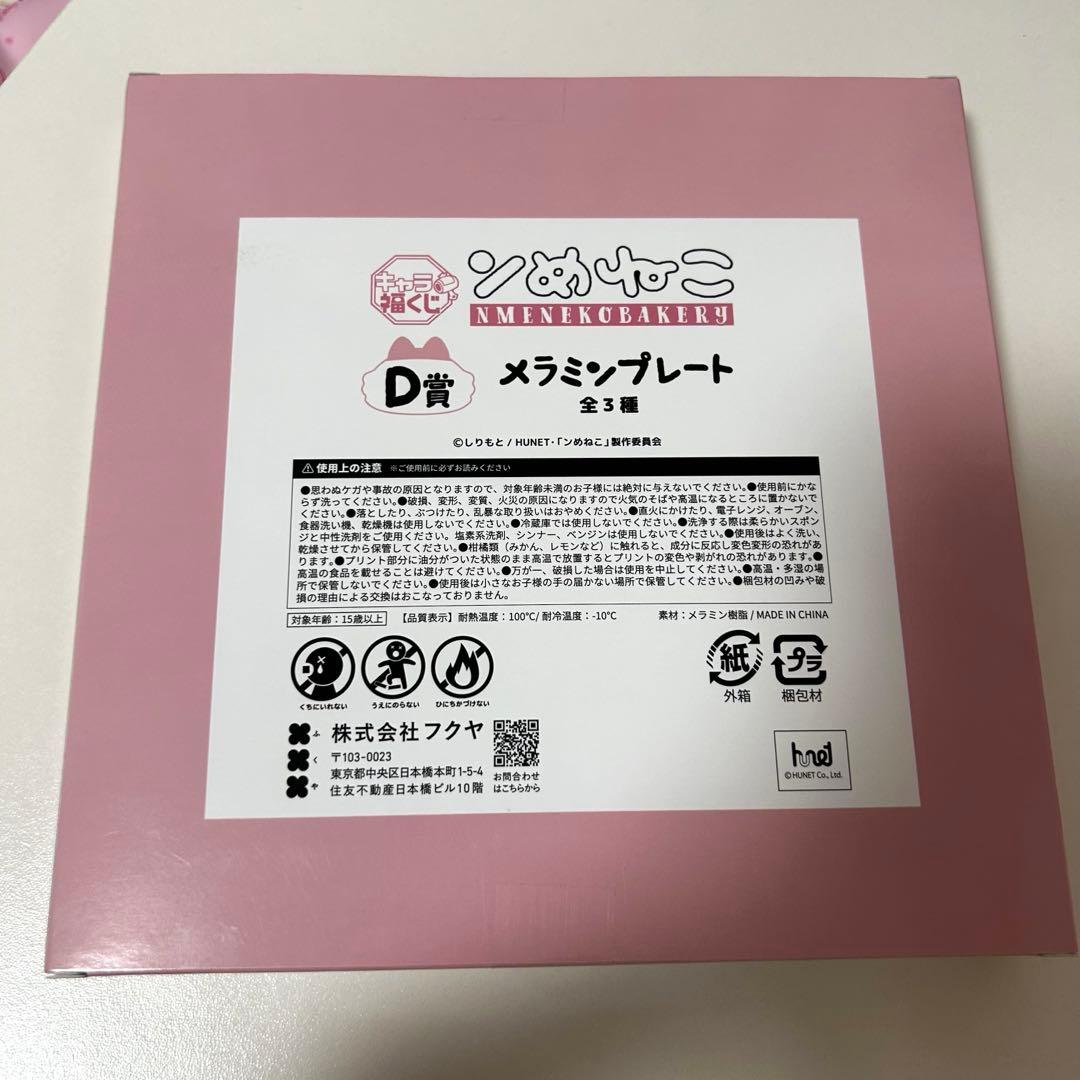 キャラ福くじ
ンめねこ
NMENEKOBAKERY
D賞
メラミンプレート
全3種
©しりもと / HUNET・「ンめねこ」製作委員会
⚠使用上の注意 ※ご使用前に必ずお読みください
●思わぬケガや事故の原因となりますので、対象年齢未満のお子様には絶対に与えないでください。●使用前にかな
らず洗ってください。●破損、変形、変質、火災の原因になりますので火気のそばや高温になるところに置かないで
ください。●落としたり、ぶつけたり、乱暴な取り扱いはおやめください。●直火にかけたり、電子レンジ、オーブン、
食器洗い機、乾燥機は使用しないでください。●冷蔵庫では使用しないでください。●洗浄する際は柔らかいスポン
ジと中性洗剤をご使用ください。塩素系洗剤、シンナー、ベンジンは使用しないでください。●使用後はよく洗い、
乾燥させてから保管してください。●柑橘類（みかん、レモンなど）に触れると、成分に反応し変色変形の恐れがあ
ります。●プリント部分に油分がついた状態のまま高温で放置するとプリントの変色や剥がれの恐れがあります。●
高温の食品を載せることは避けてください。●万が一、破損した場合は使用を中止してください。●高温・多湿の場
所で保管しないでください。●使用後は小さなお子様の手の届かない場所で保管してください。●梱包材の凹みや破
損の理由による交換はおこなっておりません。
対象年齢：15歳以上 【品質表示】耐熱温度：100℃/ 耐冷温度：-10℃ 素材：メラミン樹脂 / MADE IN CHINA
くちにいれない うえにのらない ひにちかづけない
紙 プラ
外箱 梱包材
ふくや
株式会社フクヤ
〒103-0023
東京都中央区日本橋本町1-5-4
住友不動産日本橋ビル10階
お問合わせ
はこちらから
hunet
©HUNET Co., Ltd.